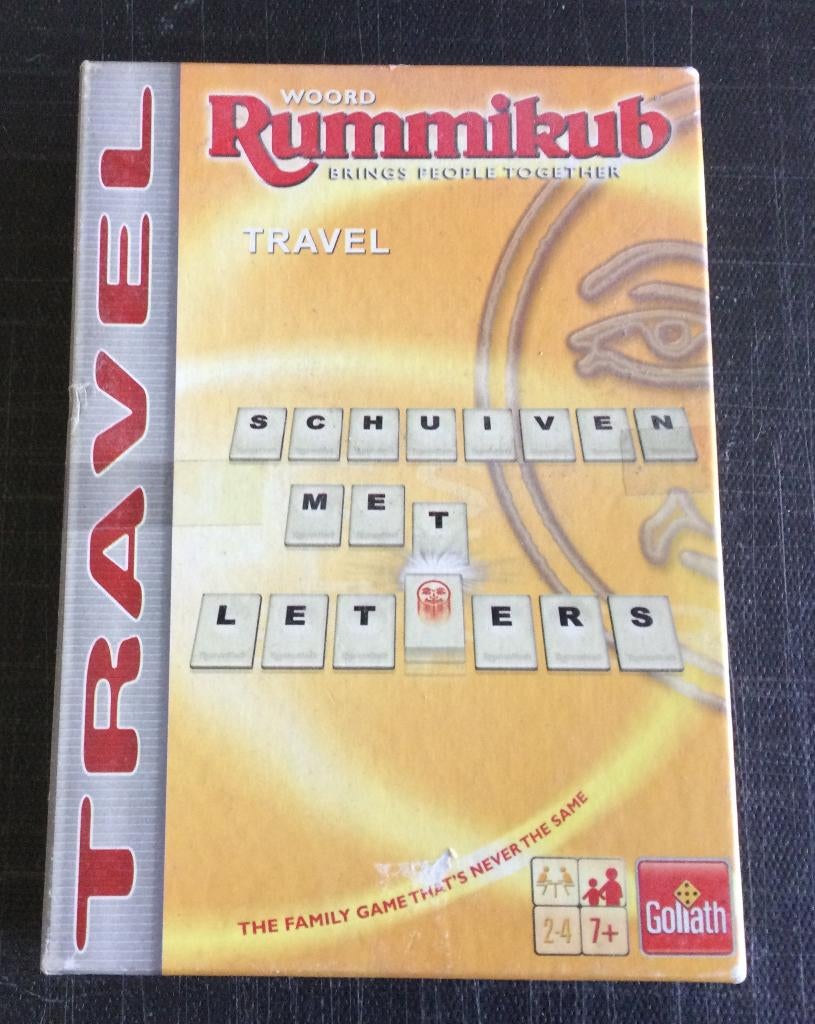 TRAVEL
WOORD
Rummikub
BRINGS PEOPLE TOGETHER
TRAVEL
SCHUIVEN
MET
LETERS
THE FAMILY GAME THAT'S NEVER THE SAME
2-4 7+
Goliath